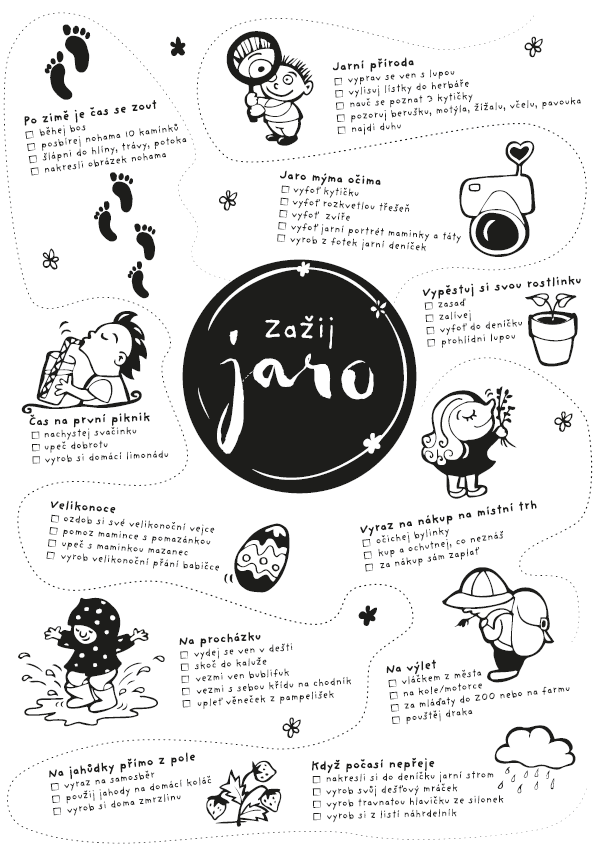 Po zimě je čas se zout
běhej bos
posbírej nohama 10 kamínků
šlápni do hlíny, trávy, potoka
nakresli obrázek nohama
Jarní příroda
vyprav se ven s lupou
vylisuj lístky do herbáře
nauč se poznat 3 kytičky
pozoruj berušku, motýla, žížalu, včelu, pavouka
najdi duhu
Jaro mýma očima
vyfoť kytičku
vyfoť rozkvetlou třešeň
vyfoť zvíře
vyfoť jarní portrét maminky a táty
vyrob z fotek jarní deníček
Zažij
jaro
Vypěstuj si svou rostlinku
zasaď
zalívej
vyfoť do deníčku
prohlídni lupou
Čas na první piknik
nachystej svačinku
upeč dobrotu
vyrob si domácí limonádu
Vyraz na nákup na místní trh
očichej bylinky
kup a ochutnej, co neznáš
za nákup sám zaplať
Velikonoce
ozdob si své velikonoční vejce
pomoz mamince s pomazánkou
upeč s maminkou mazanec
vyrob velikonoční přání babičce
Na procházku
vydej se ven v dešti
skoč do kaluže
vezmi ven bublifuk
vezmi s sebou křídu na chodník
upleť věneček z pampelišek
Na výlet
vláčkem z města
na kole/motorce
za mláďaty do ZOO nebo na farmu
pouštěj draka
Na jahůdky přímo z pole
vyraz na samosběr
použij jahody na domácí koláč
vyrob si doma zmrzlinu
Když počasí nepřeje
nakresli si do deníčku jarní strom
vyrob svůj dešťový mráček
vyrob travnatou hlavičku ze silonek
vyrob si z listí náhrdelník